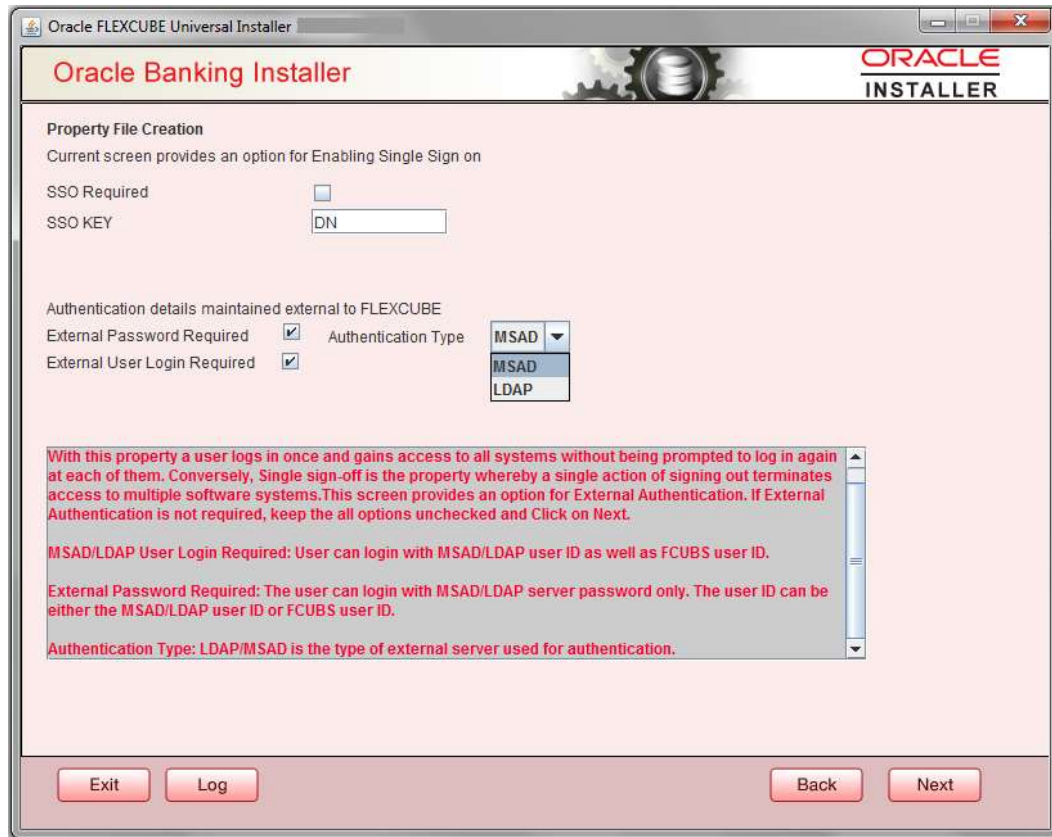 Oracle FLEXCUBE Universal Installer
Oracle Banking Installer
ORACLE
INSTALLER
Property File Creation
Current screen provides an option for Enabling Single Sign on
SSO Required
SSO KEY DN
Authentication details maintained external to FLEXCUBE
External Password Required Authentication Type MSAD
External User Login Required MSAD
LDAP
With this property a user logs in once and gains access to all systems without being prompted to log in again
at each of them. Conversely, Single sign-off is the property whereby a single action of signing out terminates
access to multiple software systems.This screen provides an option for External Authentication. If External
Authentication is not required, keep the all options unchecked and Click on Next.
MSAD/LDAP User Login Required: User can login with MSAD/LDAP user ID as well as FCUBS user ID.
External Password Required: The user can login with MSAD/LDAP server password only. The user ID can be
either the MSAD/LDAP user ID or FCUBS user ID.
Authentication Type: LDAP/MSAD is the type of external server used for authentication.
Exit Log Back Next